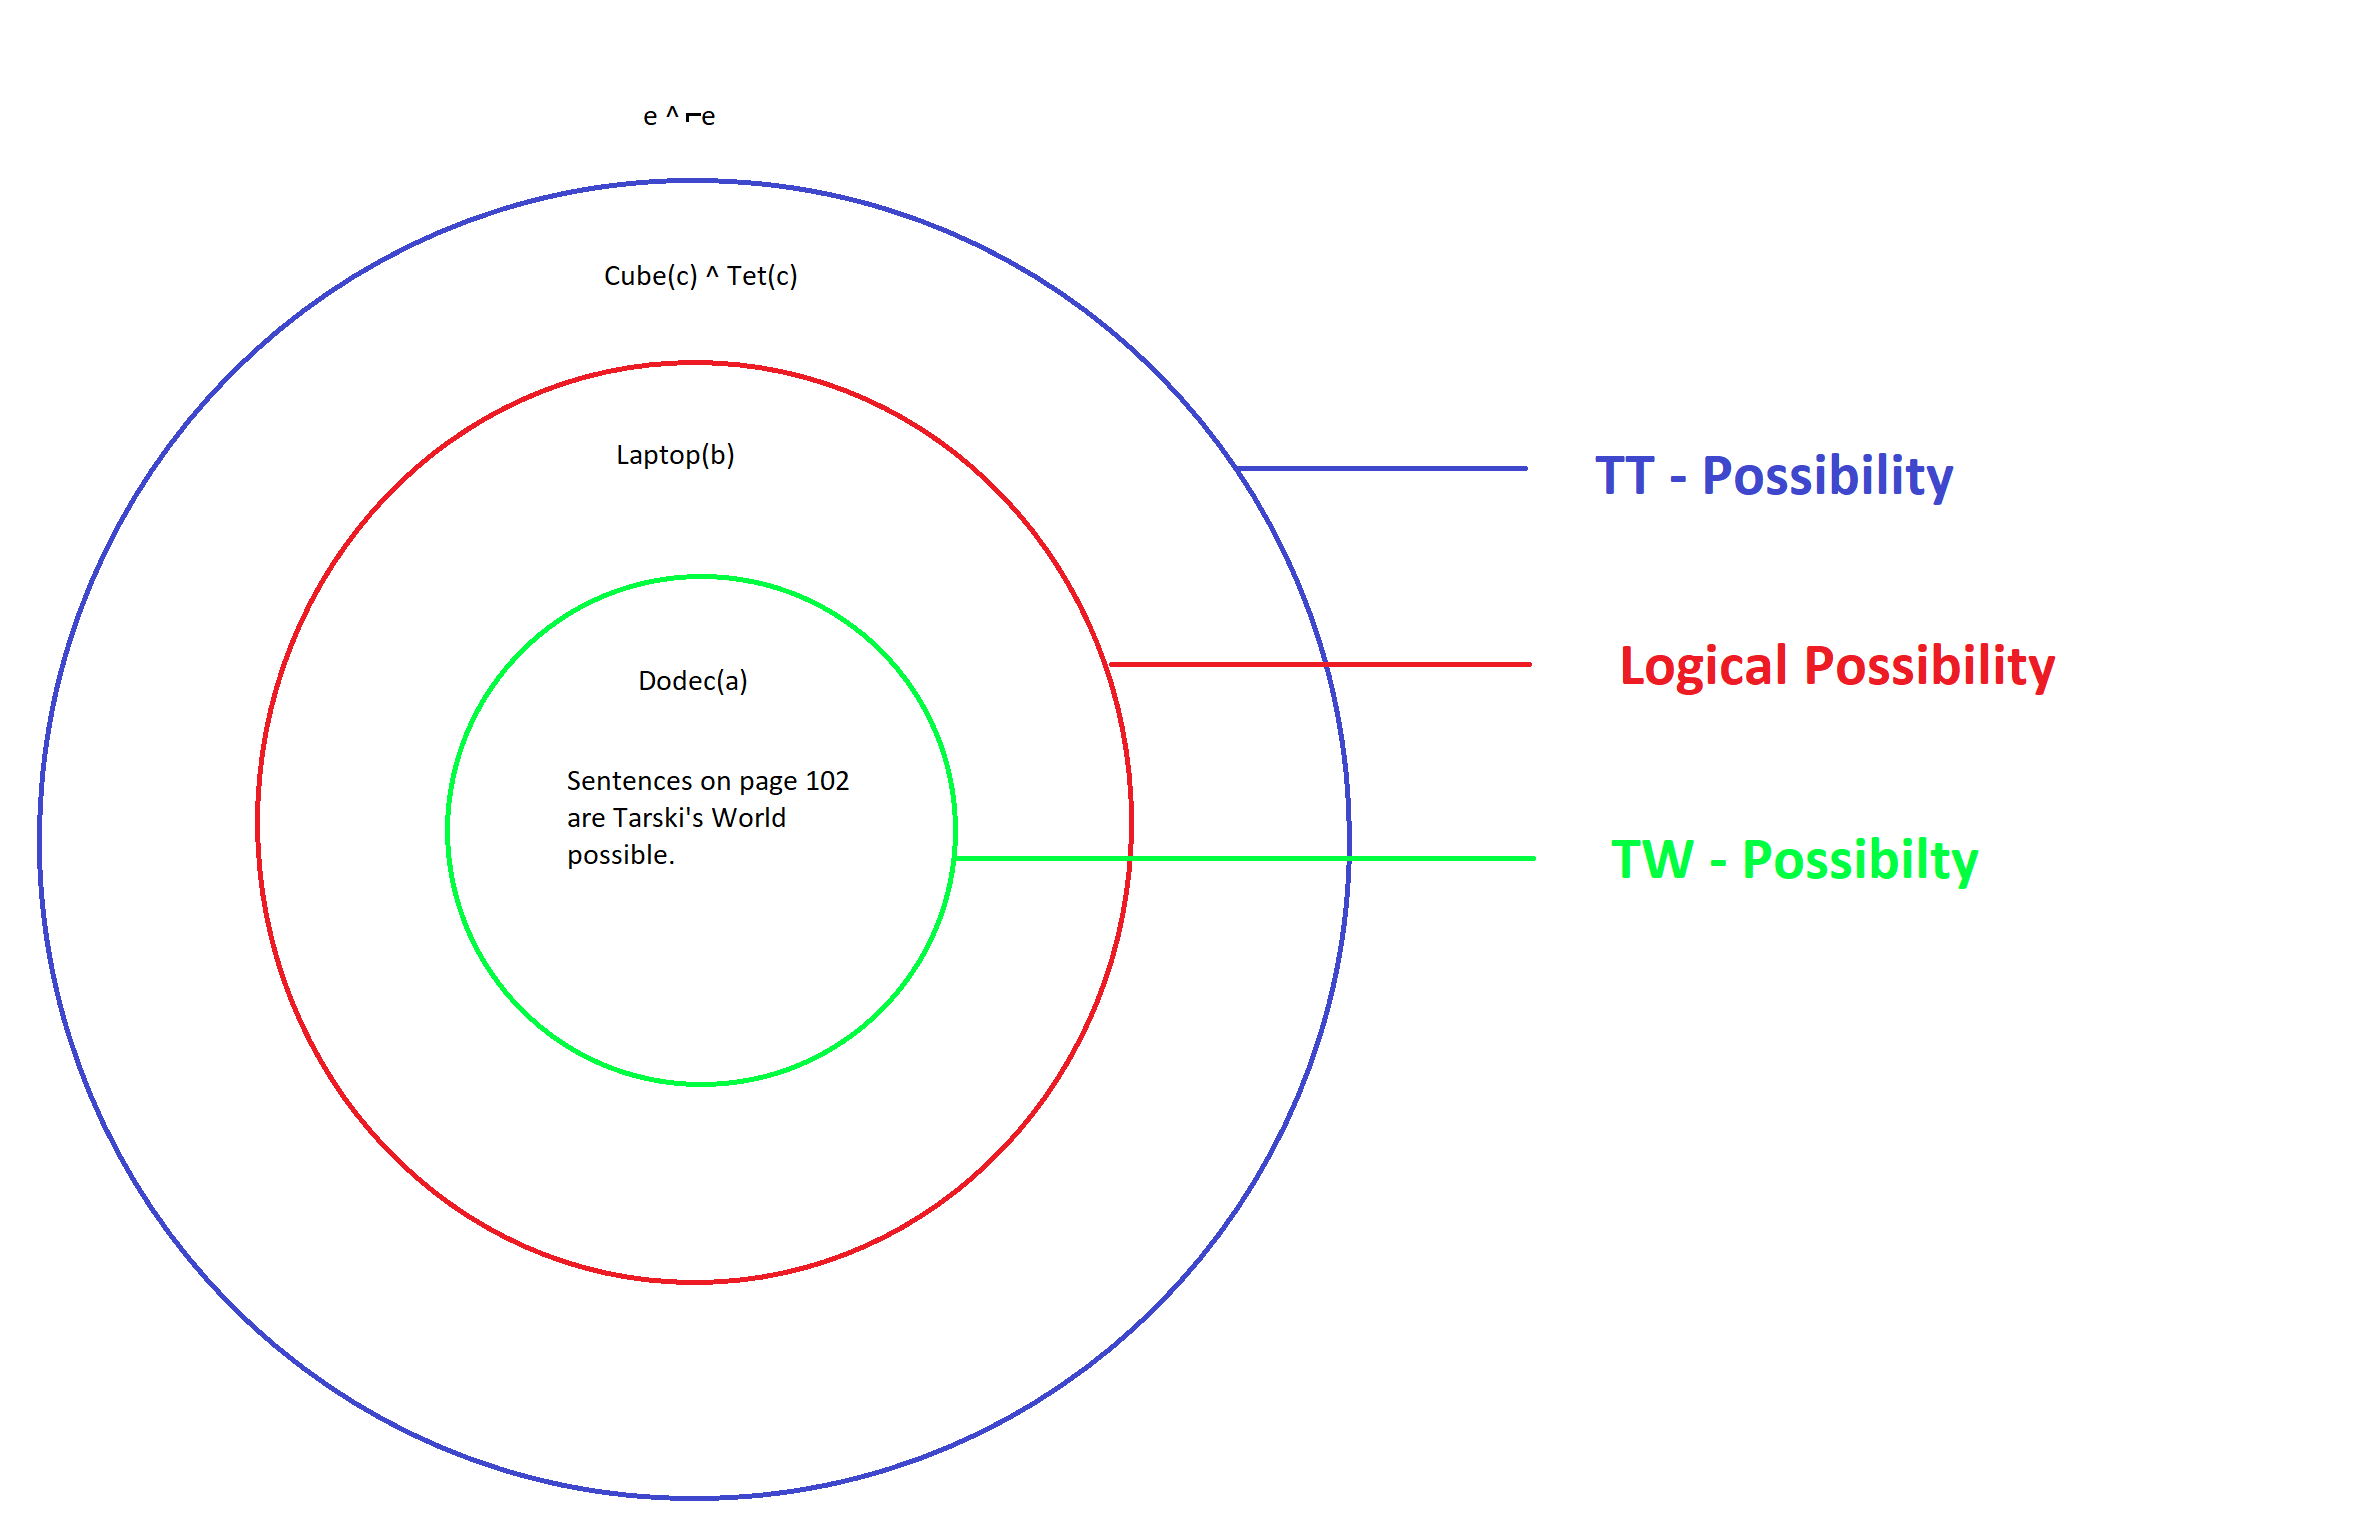 e ^ ⌐e
Cube(c) ^ Tet(c)
Laptop(b)
TT - Possibility
Logical Possibility
Dodec(a)
Sentences on page 102
are Tarski's World
possible.
TW - Possibilty